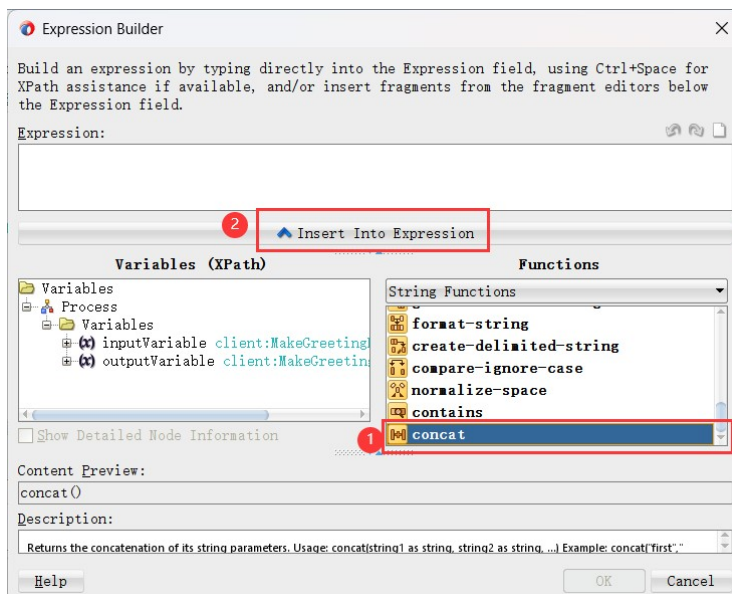 Expression Builder
Build an expression by typing directly into the Expression field, using Ctrl+Space for
XPath assistance if available, and/or insert fragments from the fragment editors below
the Expression field.
Expression:
2
Insert Into Expression
Variables (XPath)
Functions
Variables
Process
Variables
inputVariable client:MakeGreeting
outputVariable client:MakeGreetin
String Functions
format-string
create-delimited-string
compare-ignore-case
normalize-space
contains
1
concat
Show Detailed Node Information
Content Preview:
concat()
Description:
Returns the concatenation of its string parameters. Usage: concat(string1 as string, string2 as string, ...) Example: concat("first","
Help
OK
Cancel